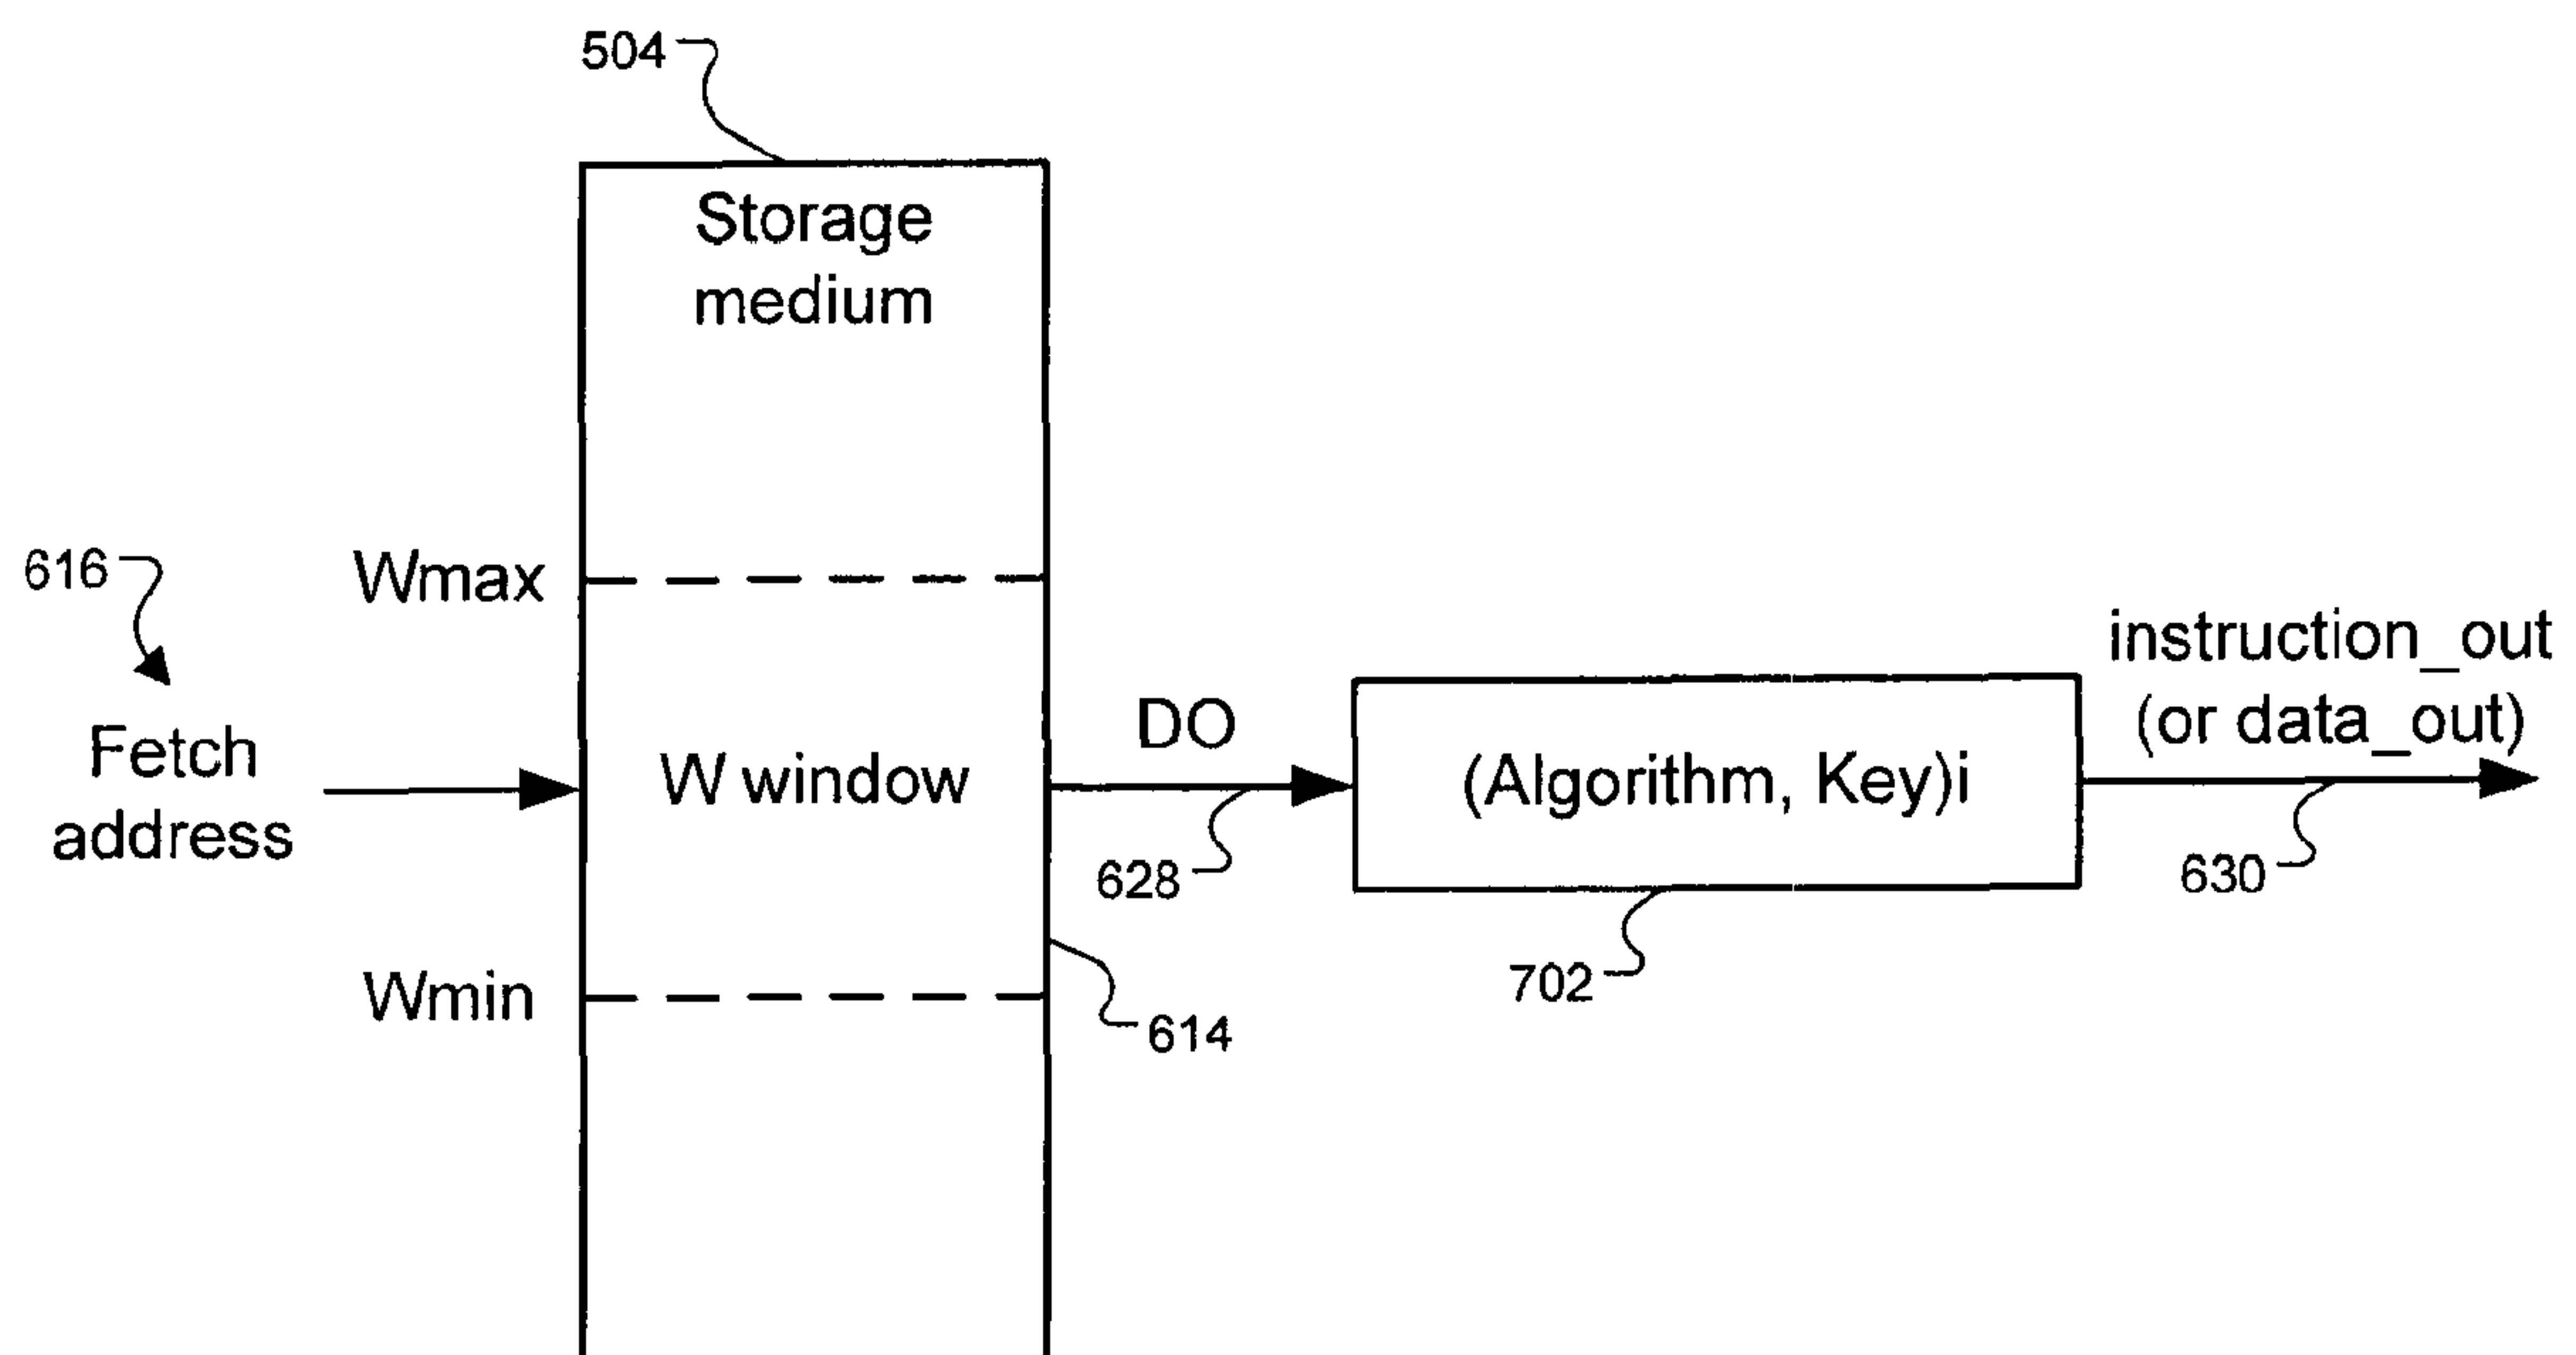 504
Storage
medium
616
Wmax
Fetch
address
W window
DO
628
(Algorithm, Key)i
702
instruction_out
(or data_out)
630
Wmin
614